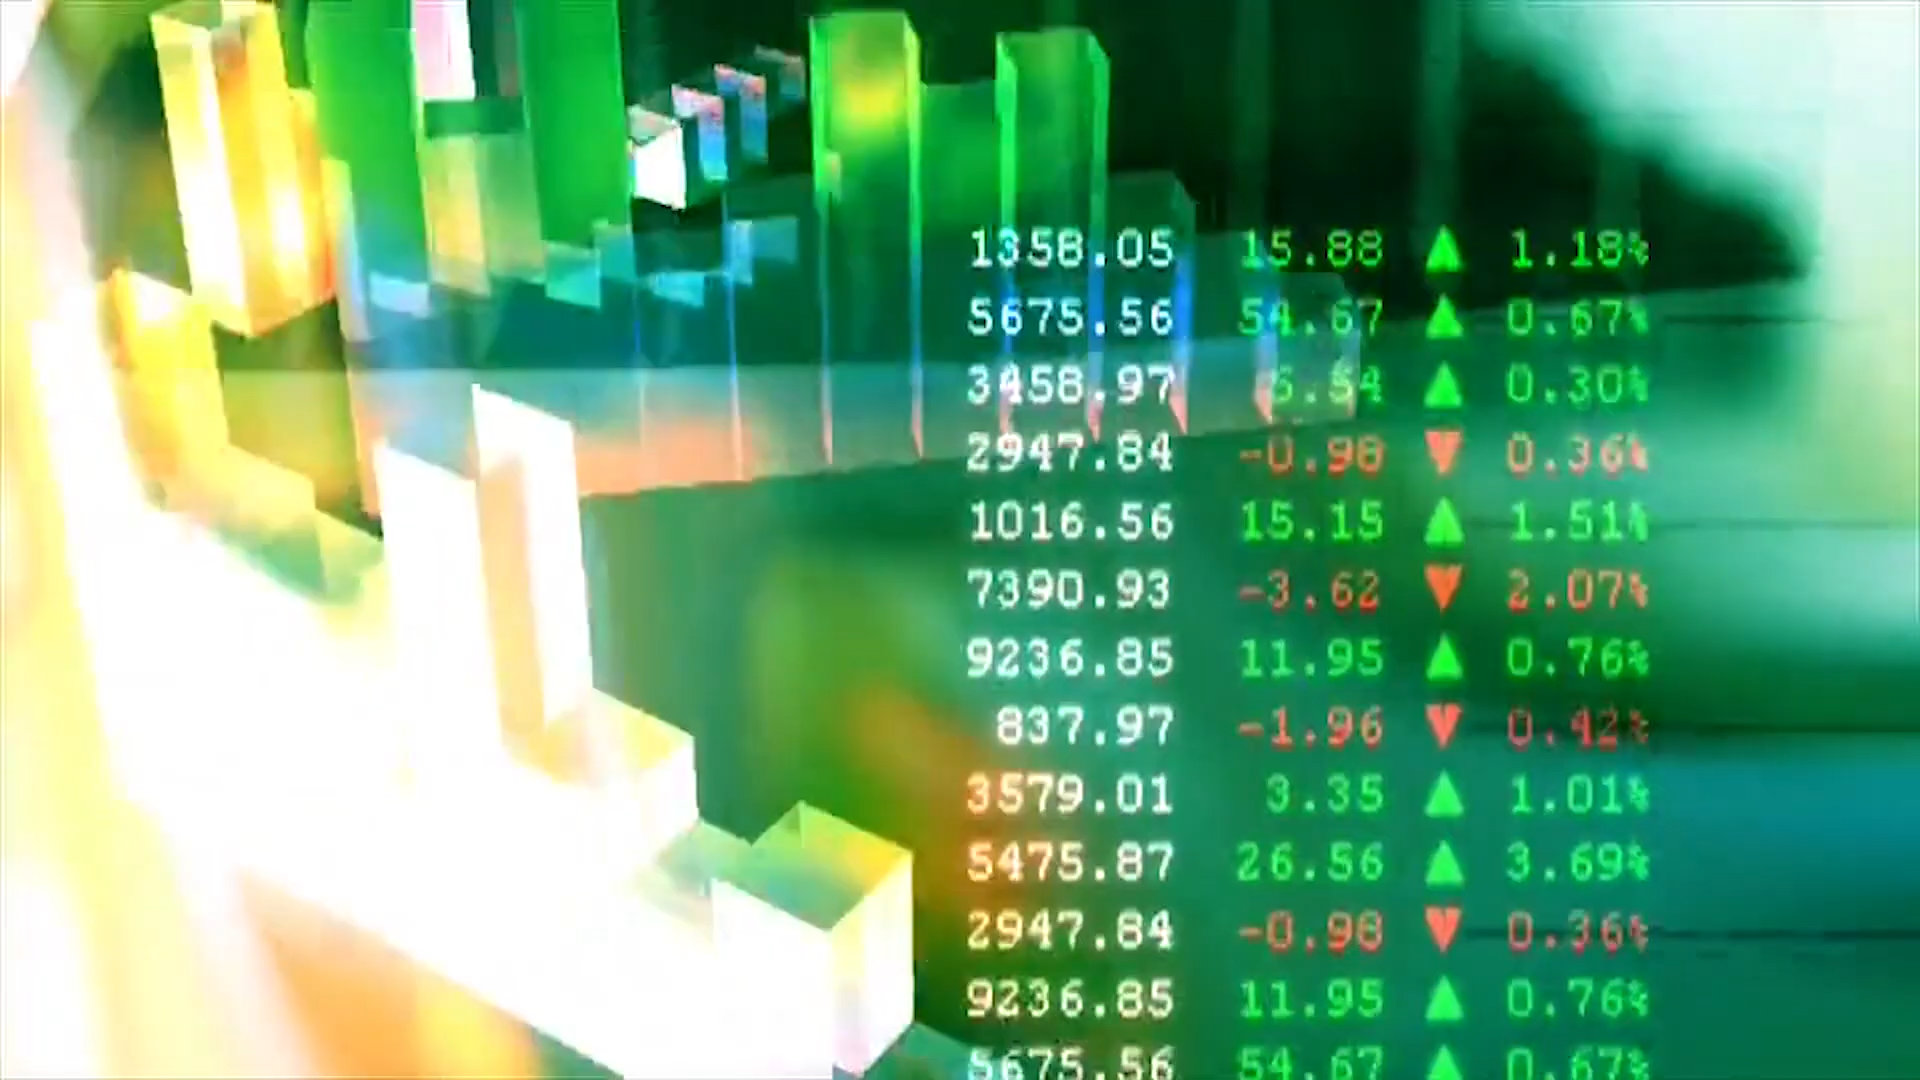 1358.05 15.88 ▲ 1.18%
5675.56 54.67 ▲ 0.67%
3458.97 6.54 ▲ 0.30%
2947.84 -0.98 ▼ 0.36%
1016.56 15.15 ▲ 1.51%
7390.93 -3.62 ▼ 2.07%
9236.85 11.95 ▲ 0.76%
837.97 -1.96 ▼ 0.42%
3579.01 3.35 ▲ 1.01%
5475.87 26.56 ▲ 3.69%
2947.84 -0.98 ▼ 0.36%
9236.85 11.95 ▲ 0.76%
5675.56 54.67 ▲ 0.67%